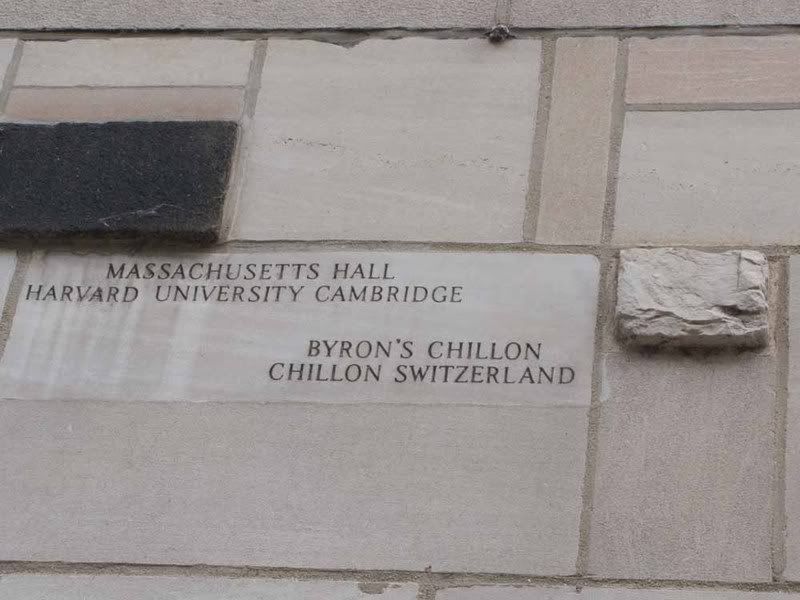 MASSACHUSETTS HALL
HARVARD UNIVERSITY CAMBRIDGE
BYRON'S CHILLON
CHILLON SWITZERLAND